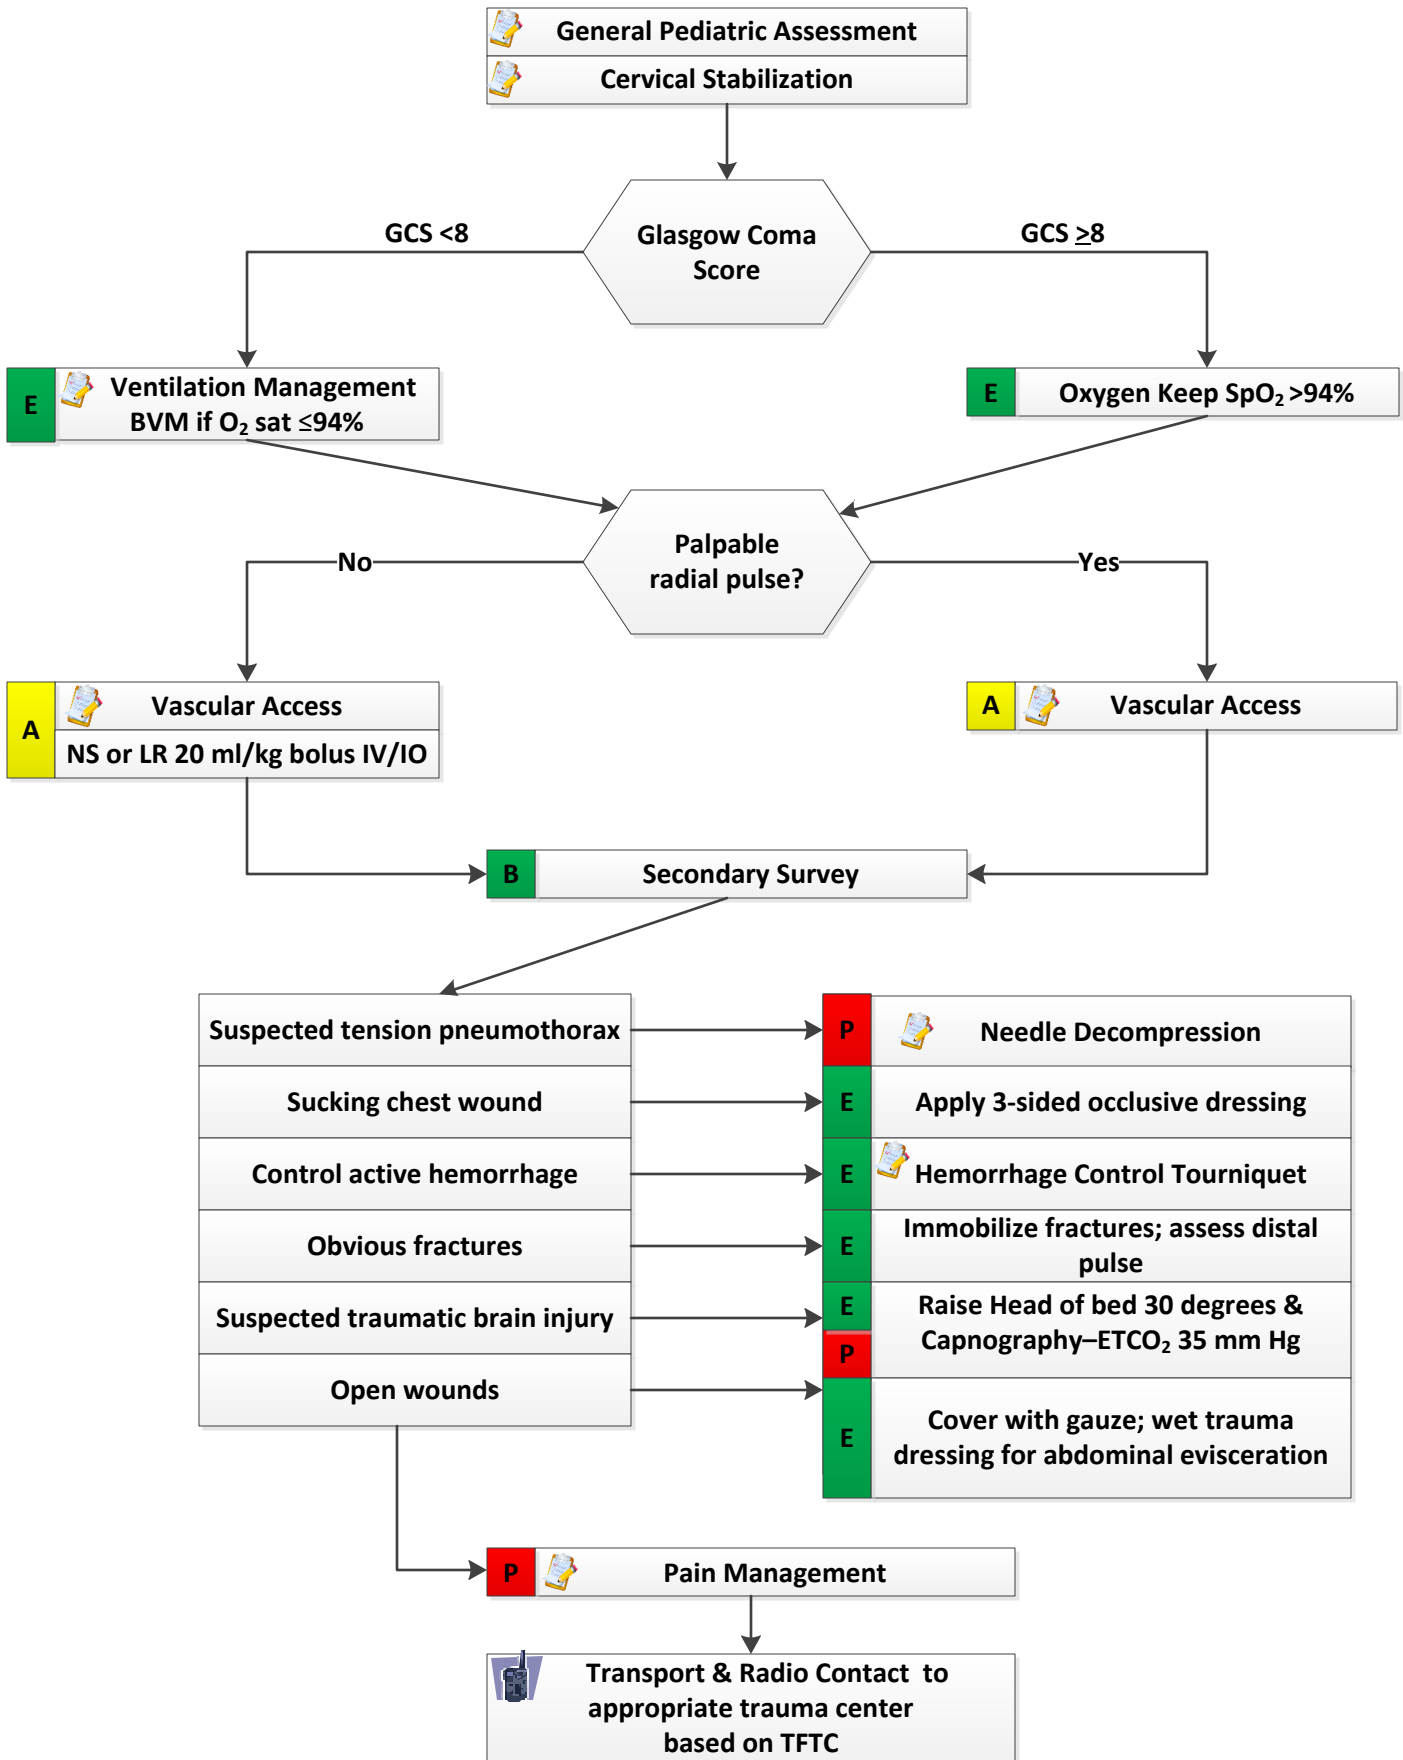 General Pediatric Assessment
Cervical Stabilization
Glasgow Coma
Score
GCS <8
GCS ≥8
E
Ventilation Management
BVM if O₂ sat ≤94%
E
Oxygen Keep SpO₂ >94%
Palpable
radial pulse?
No
Yes
A
Vascular Access
NS or LR 20 ml/kg bolus IV/IO
A
Vascular Access
B
Secondary Survey
Suspected tension pneumothorax
P
Needle Decompression
Sucking chest wound
E
Apply 3-sided occlusive dressing
Control active hemorrhage
E
Hemorrhage Control Tourniquet
Obvious fractures
E
Immobilize fractures; assess distal
pulse
Suspected traumatic brain injury
E
P
Raise Head of bed 30 degrees &
Capnography–ETCO₂ 35 mm Hg
Open wounds
E
Cover with gauze; wet trauma
dressing for abdominal evisceration
P
Pain Management
Transport & Radio Contact to
appropriate trauma center
based on TFTC